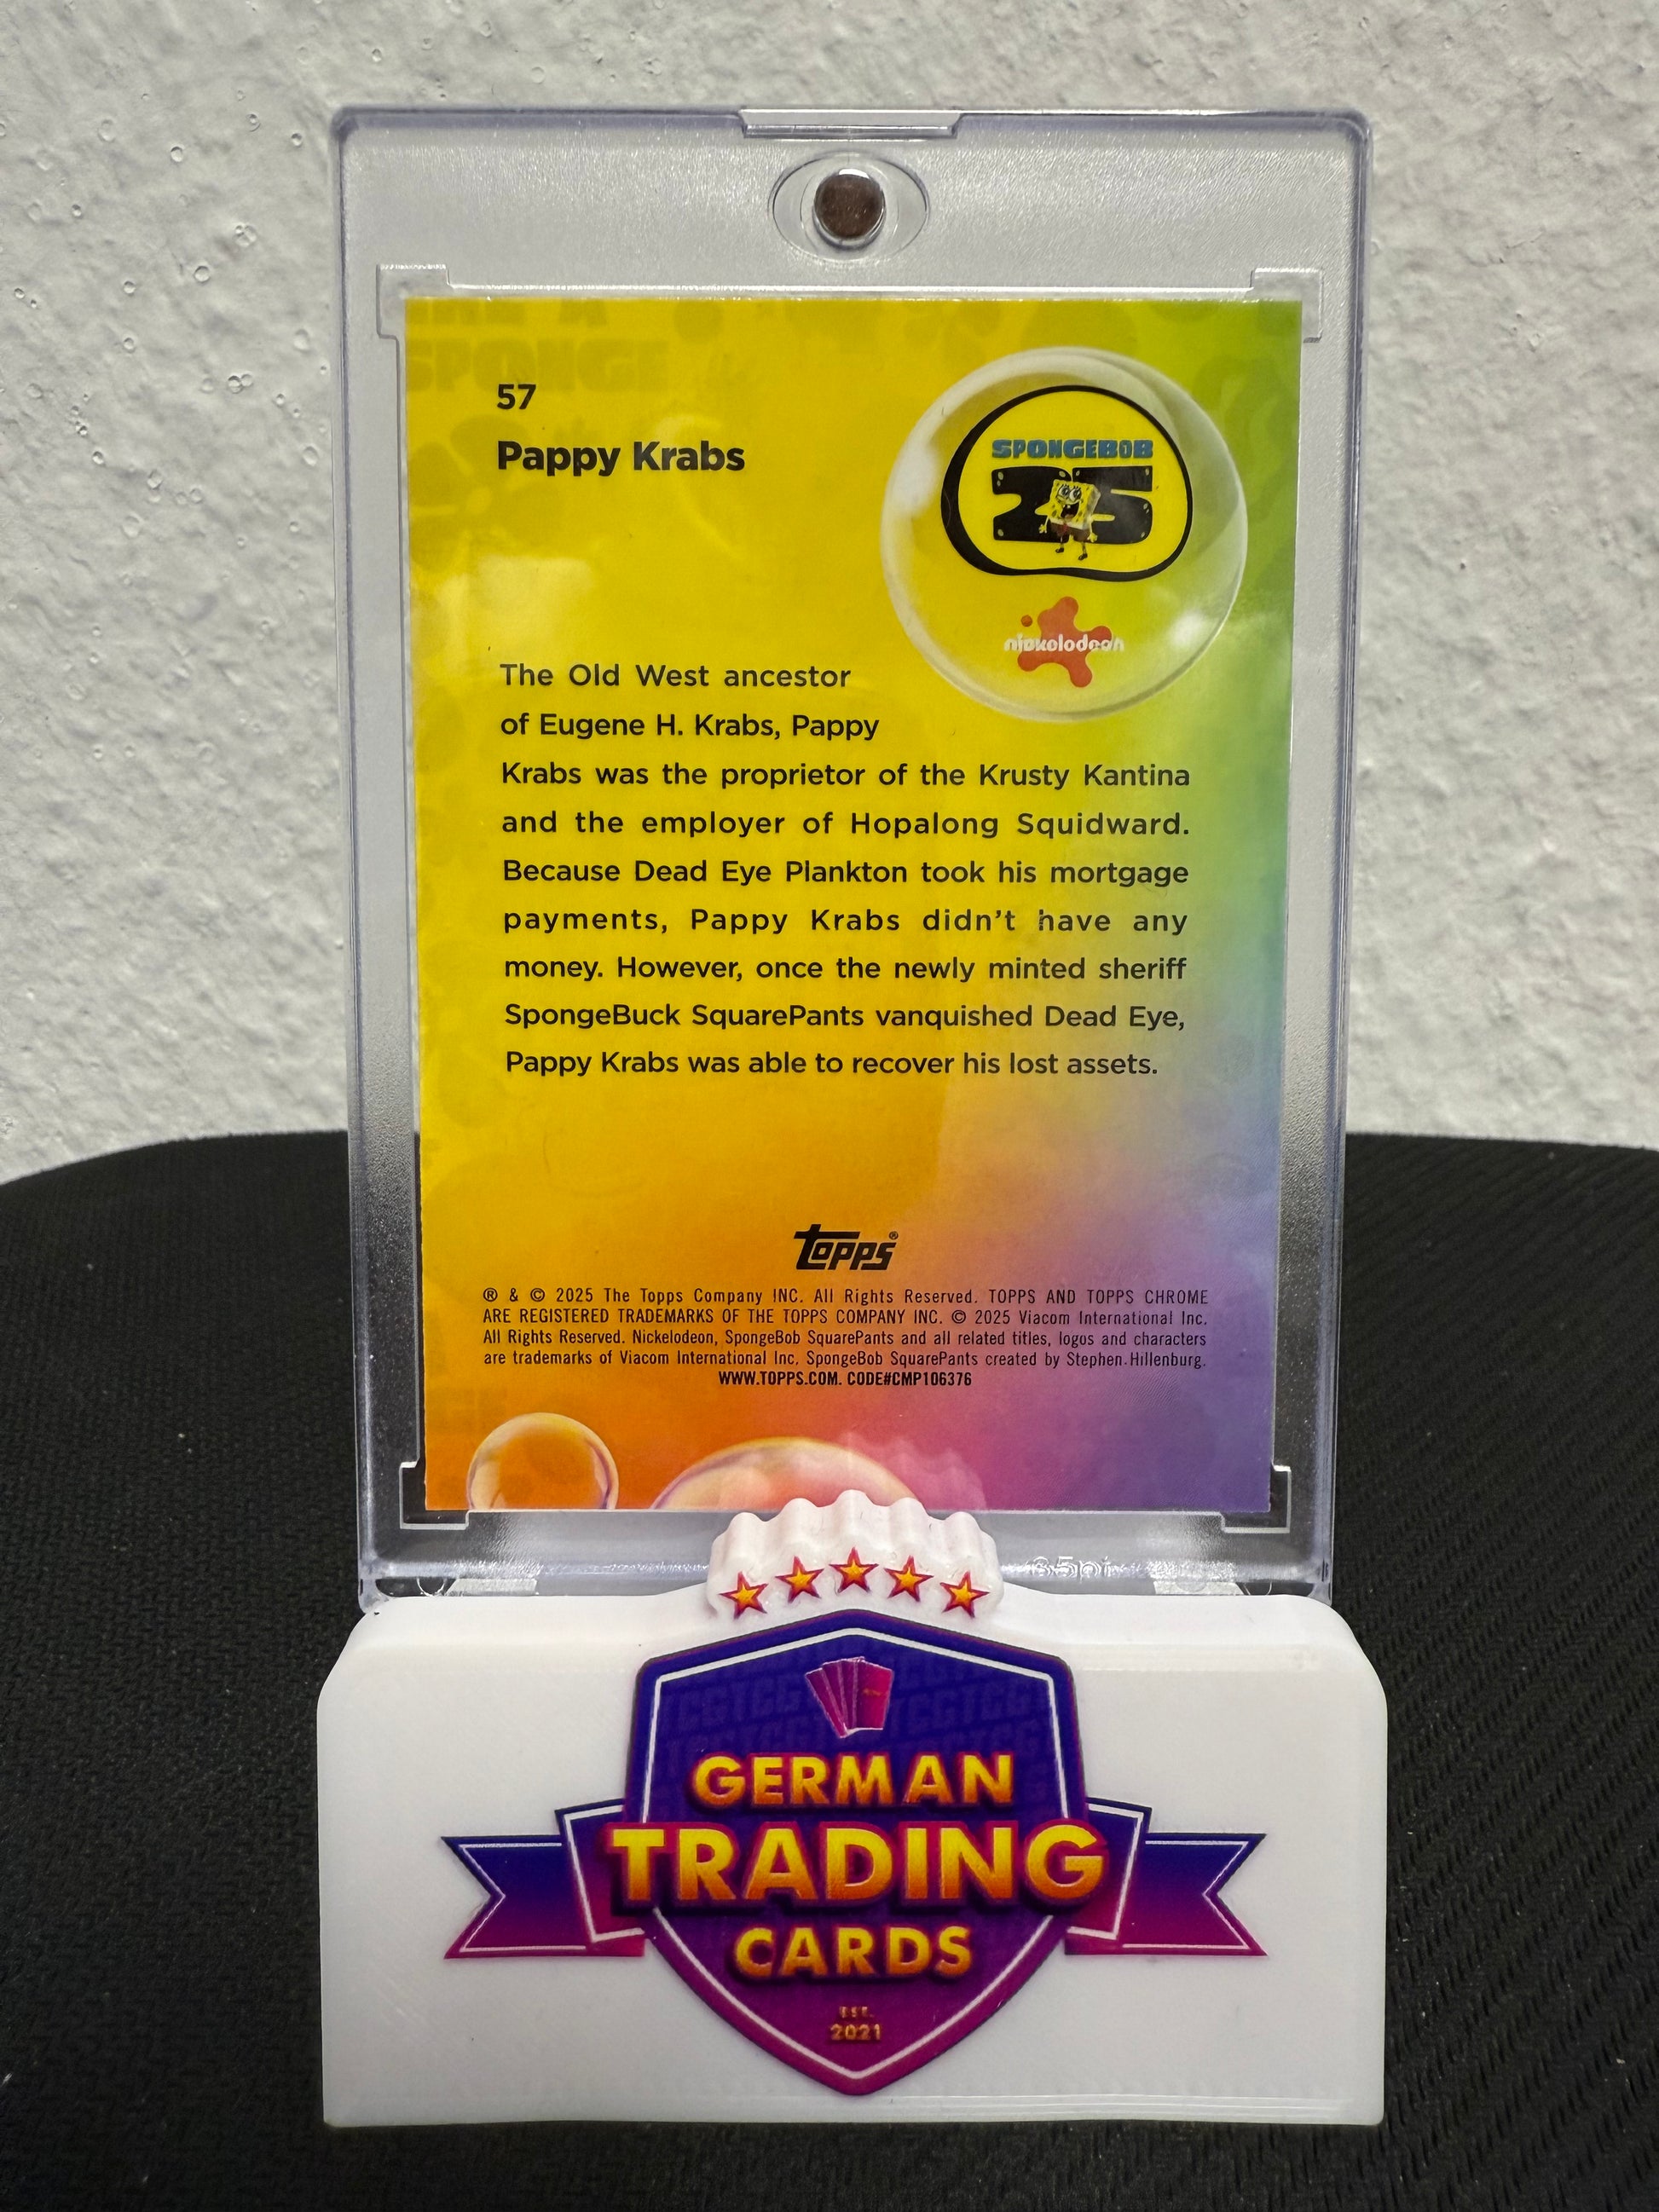 57
Pappy Krabs
SPONGEBOB
25
nickelodeon
The Old West ancestor
of Eugene H. Krabs, Pappy
Krabs was the proprietor of the Krusty Kantina
and the employer of Hopalong Squidward.
Because Dead Eye Plankton took his mortgage
payments, Pappy Krabs didn't have any
money. However, once the newly minted sheriff
SpongeBuck SquarePants vanquished Dead Eye,
Pappy Krabs was able to recover his lost assets.
topps®
® & © 2025 The Topps Company INC. All Rights Reserved. TOPPS AND TOPPS CHROME
ARE REGISTERED TRADEMARKS OF THE TOPPS COMPANY INC. © 2025 Viacom International Inc.
All Rights Reserved. Nickelodeon, SpongeBob SquarePants and all related titles, logos and characters
are trademarks of Viacom International Inc. SpongeBob SquarePants created by Stephen Hillenburg.
WWW.TOPPS.COM. CODE#CMP106376
35pt
GERMAN
TRADING
CARDS
EST.
2021